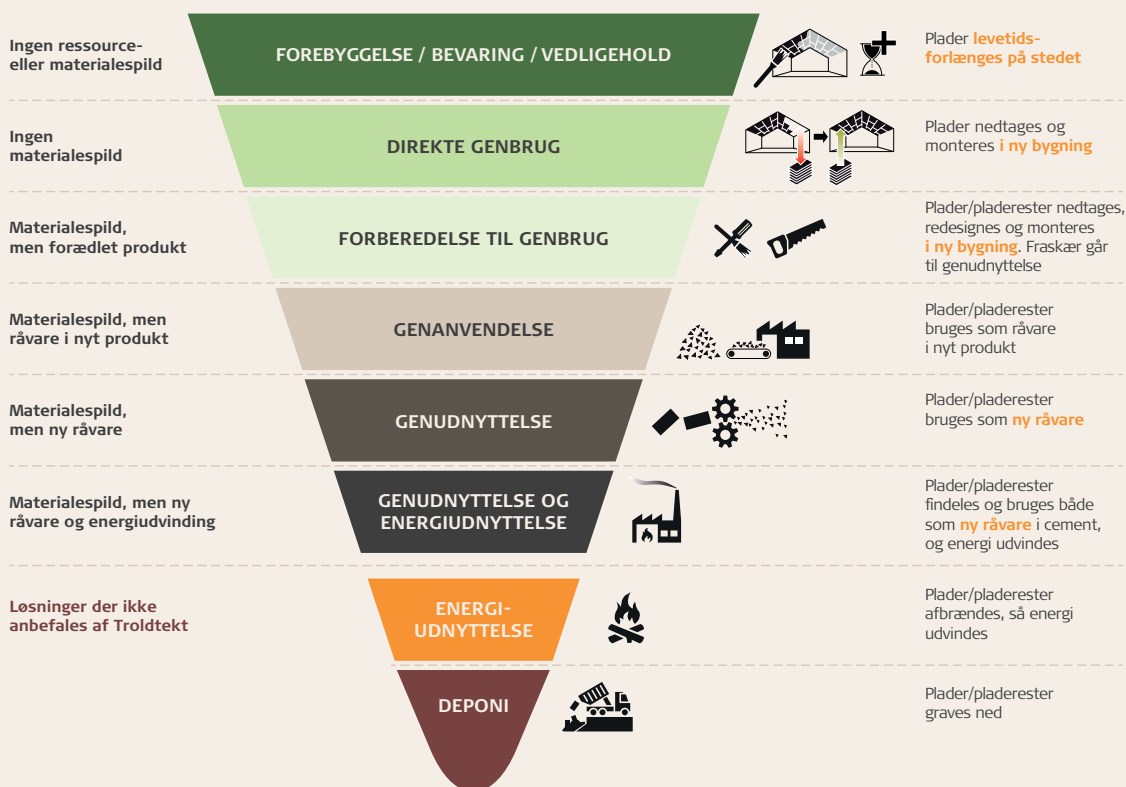 Ingen ressource-
eller materialespild
FOREBYGGELSE / BEVARING / VEDLIGEHOLD
Plader levetids-
forlænges på stedet
Ingen
materialespild
DIREKTE GENBRUG
Plader nedtages og
monteres i ny bygning
Materialespild,
men forædlet produkt
FORBEREDELSE TIL GENBRUG
Plader/pladerester nedtages,
redesignes og monteres
i ny bygning. Fraskær går
til genudnyttelse
Materialespild, men
råvare i nyt produkt
GENANVENDELSE
Plader/pladerester
bruges som råvare
i nyt produkt
Materialespild,
men ny råvare
GENUDNYTTELSE
Plader/pladerester
bruges som ny råvare
Materialespild, men ny
råvare og energiudvinding
GENUDNYTTELSE OG
ENERGIUDNYTTELSE
Plader/pladerester
findeles og bruges både
som ny råvare i cement,
og energi udvindes
Løsninger der ikke
anbefales af Troldtekt
ENERGI-
UDNYTTELSE
Plader/pladerester
afbrændes, så energi
udvindes
DEPONI
Plader/pladerester
graves ned